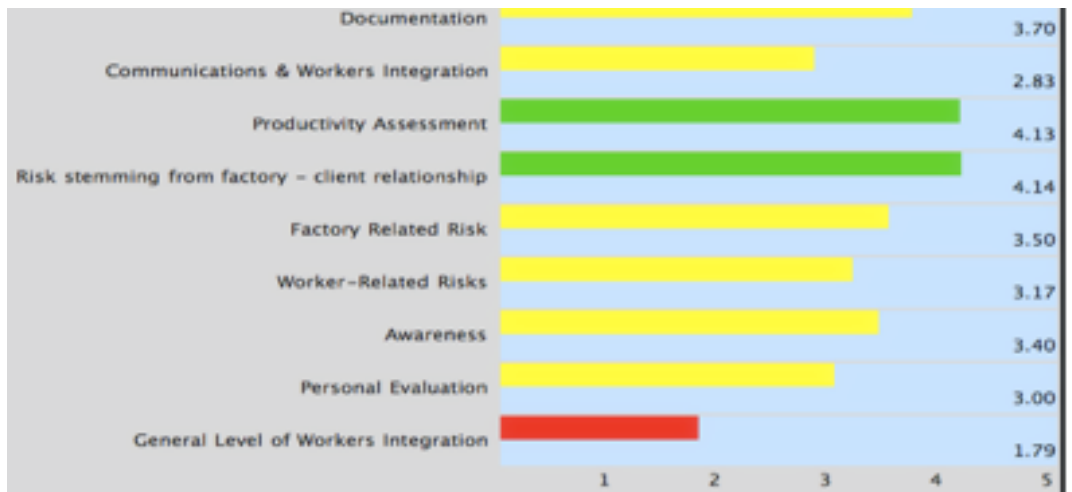 Documentation
3.70
Communications & Workers Integration
2.83
Productivity Assessment
4.13
Risk stemming from factory - client relationship
4.14
Factory Related Risk
3.50
Worker-Related Risks
3.17
Awareness
3.40
Personal Evaluation
3.00
General Level of Workers Integration
1.79
1 2 3 4 5